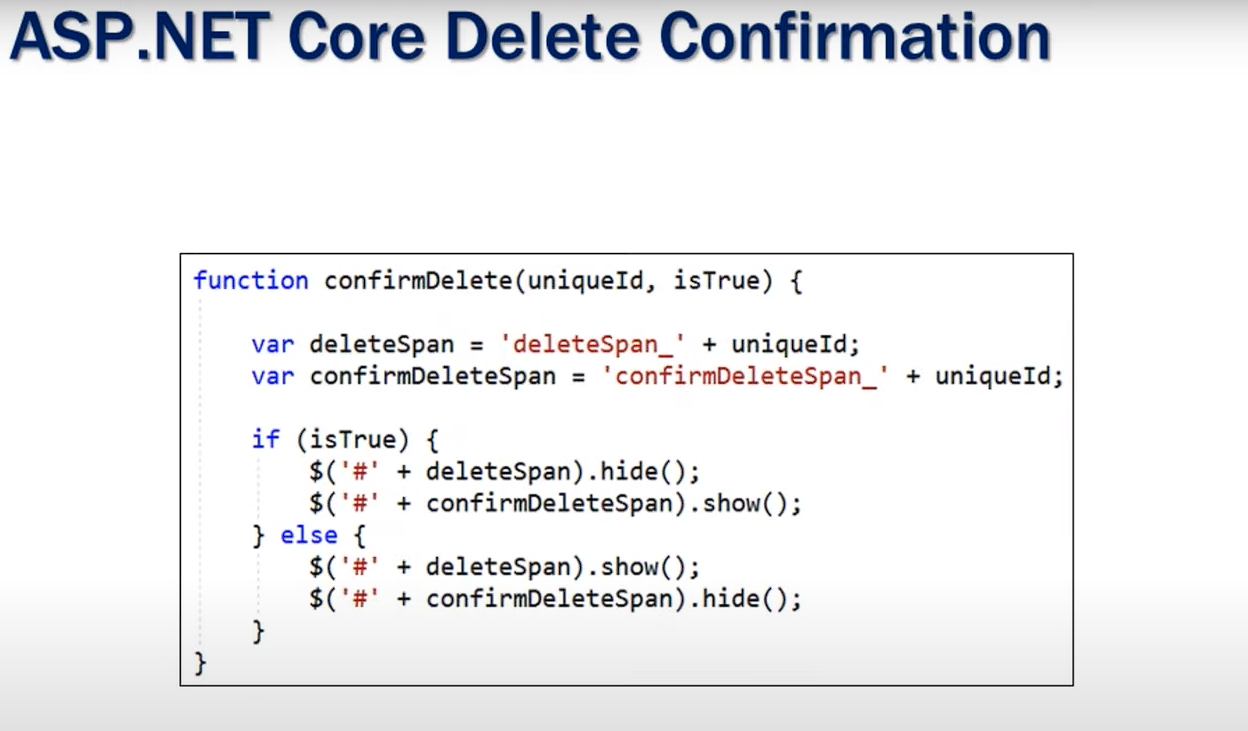 ASP.NET Core Delete Confirmation
function confirmDelete(uniqueId, isTrue) {
var deleteSpan = 'deleteSpan_' + uniqueId;
var confirmDeleteSpan = 'confirmDeleteSpan_' + uniqueId;
if (isTrue) {
$('#' + deleteSpan).hide();
$('#' + confirmDeleteSpan).show();
} else {
$('#' + deleteSpan).show();
$('#' + confirmDeleteSpan).hide();
}
}